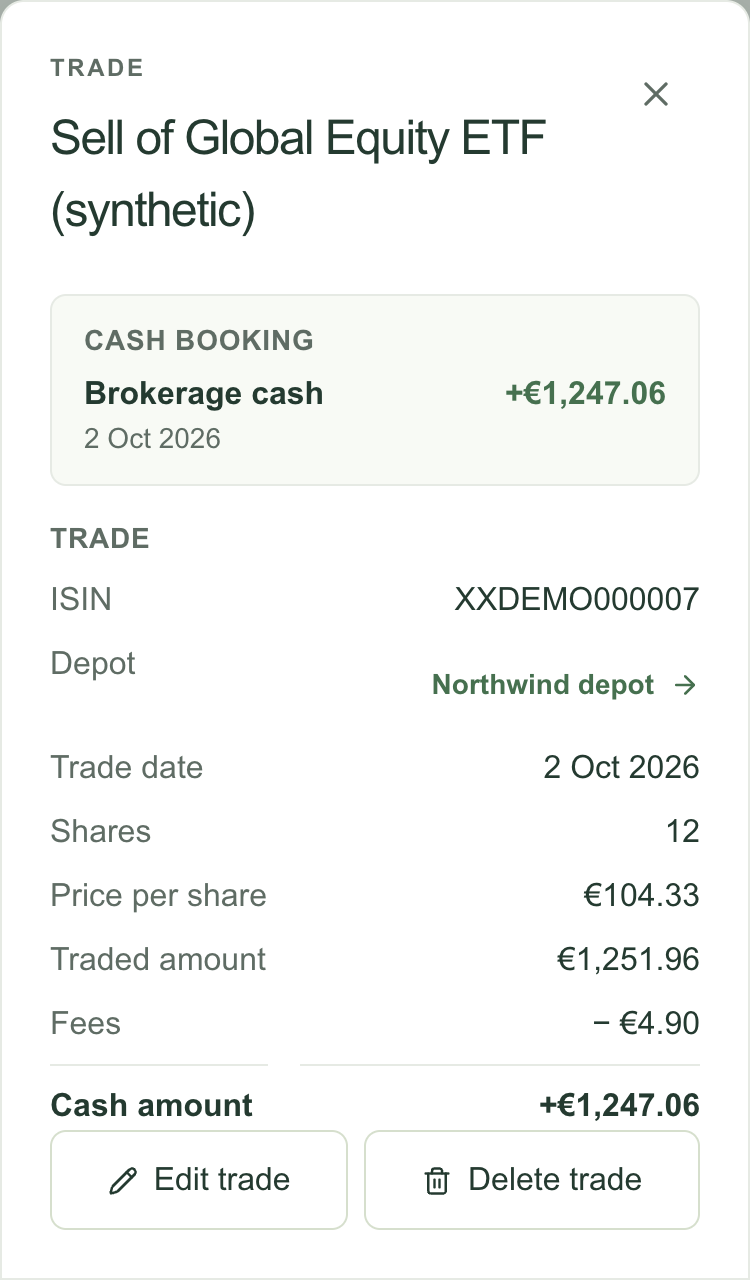 TRADE
Sell of Global Equity ETF
(synthetic)
CASH BOOKING
Brokerage cash +€1,247.06
2 Oct 2026
TRADE
ISIN XXDEMO000007
Depot Northwind depot →
Trade date 2 Oct 2026
Shares 12
Price per share €104.33
Traded amount €1,251.96
Fees − €4.90
Cash amount +€1,247.06
Edit trade Delete trade